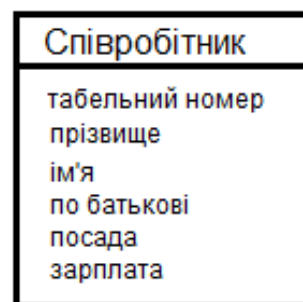 Співробітник
табельний номер
прізвище
ім'я
по батькові
посада
зарплата